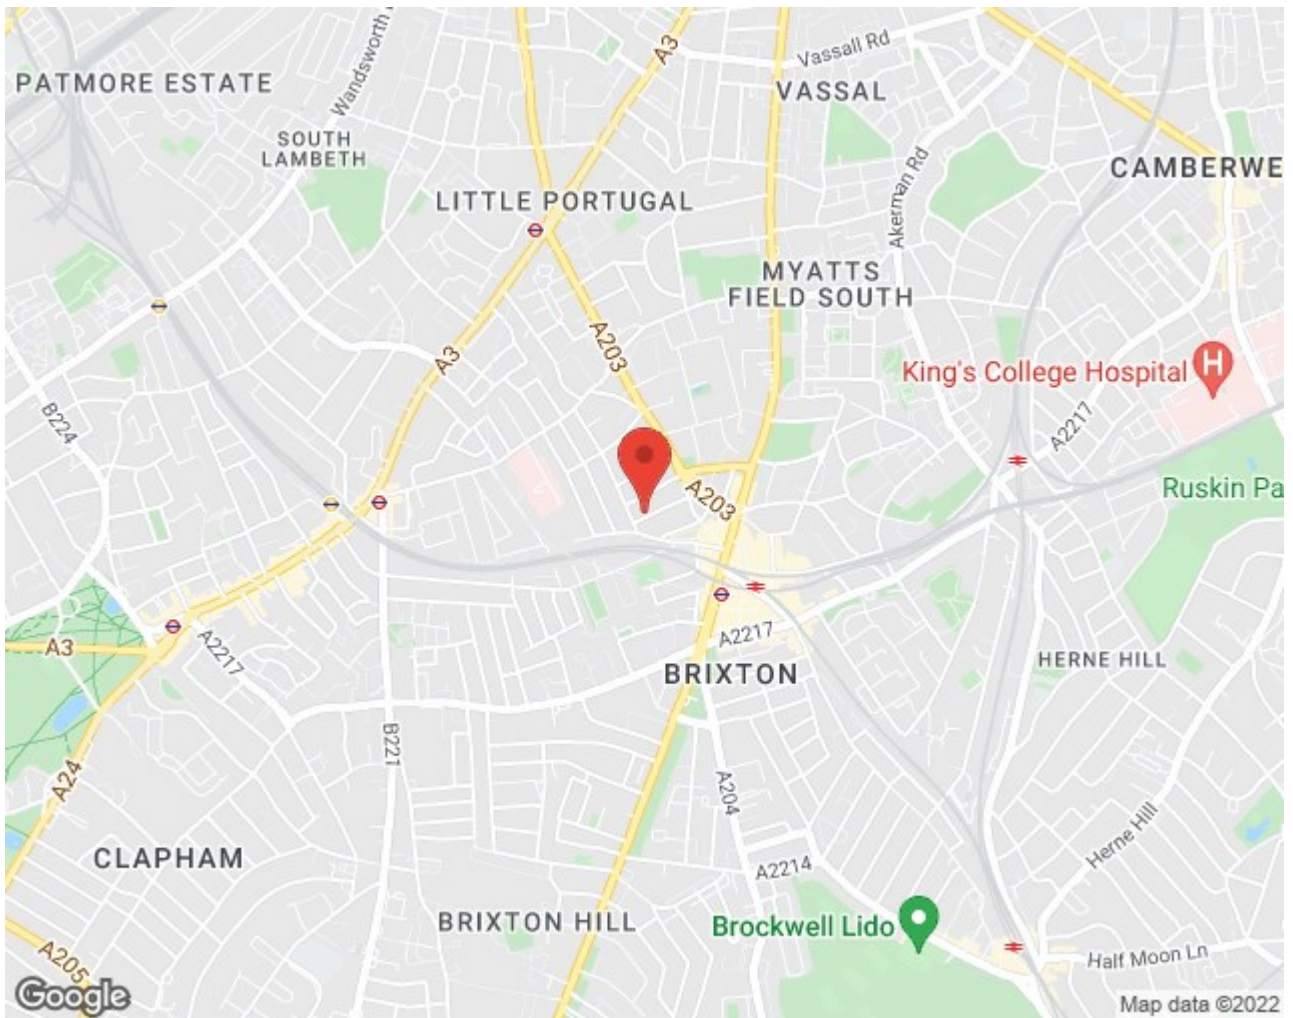 Vassall Rd
A3
PATMORE ESTATE
Wandsworth
VASSAL
SOUTH
LAMBETH
CAMBERWE
Akerman Rd
LITTLE PORTUGAL
MYATTS
FIELD SOUTH
A203
A3
King's College Hospital
H
B224
A2217
A203
Ruskin Pa
A2217
A3
A2217
HERNE HILL
BRIXTON
B221
A24
A204
Herne Hill
CLAPHAM
A2214
BRIXTON HILL
Brockwell Lido
A205
Half Moon Ln
Google
Map data ©2022